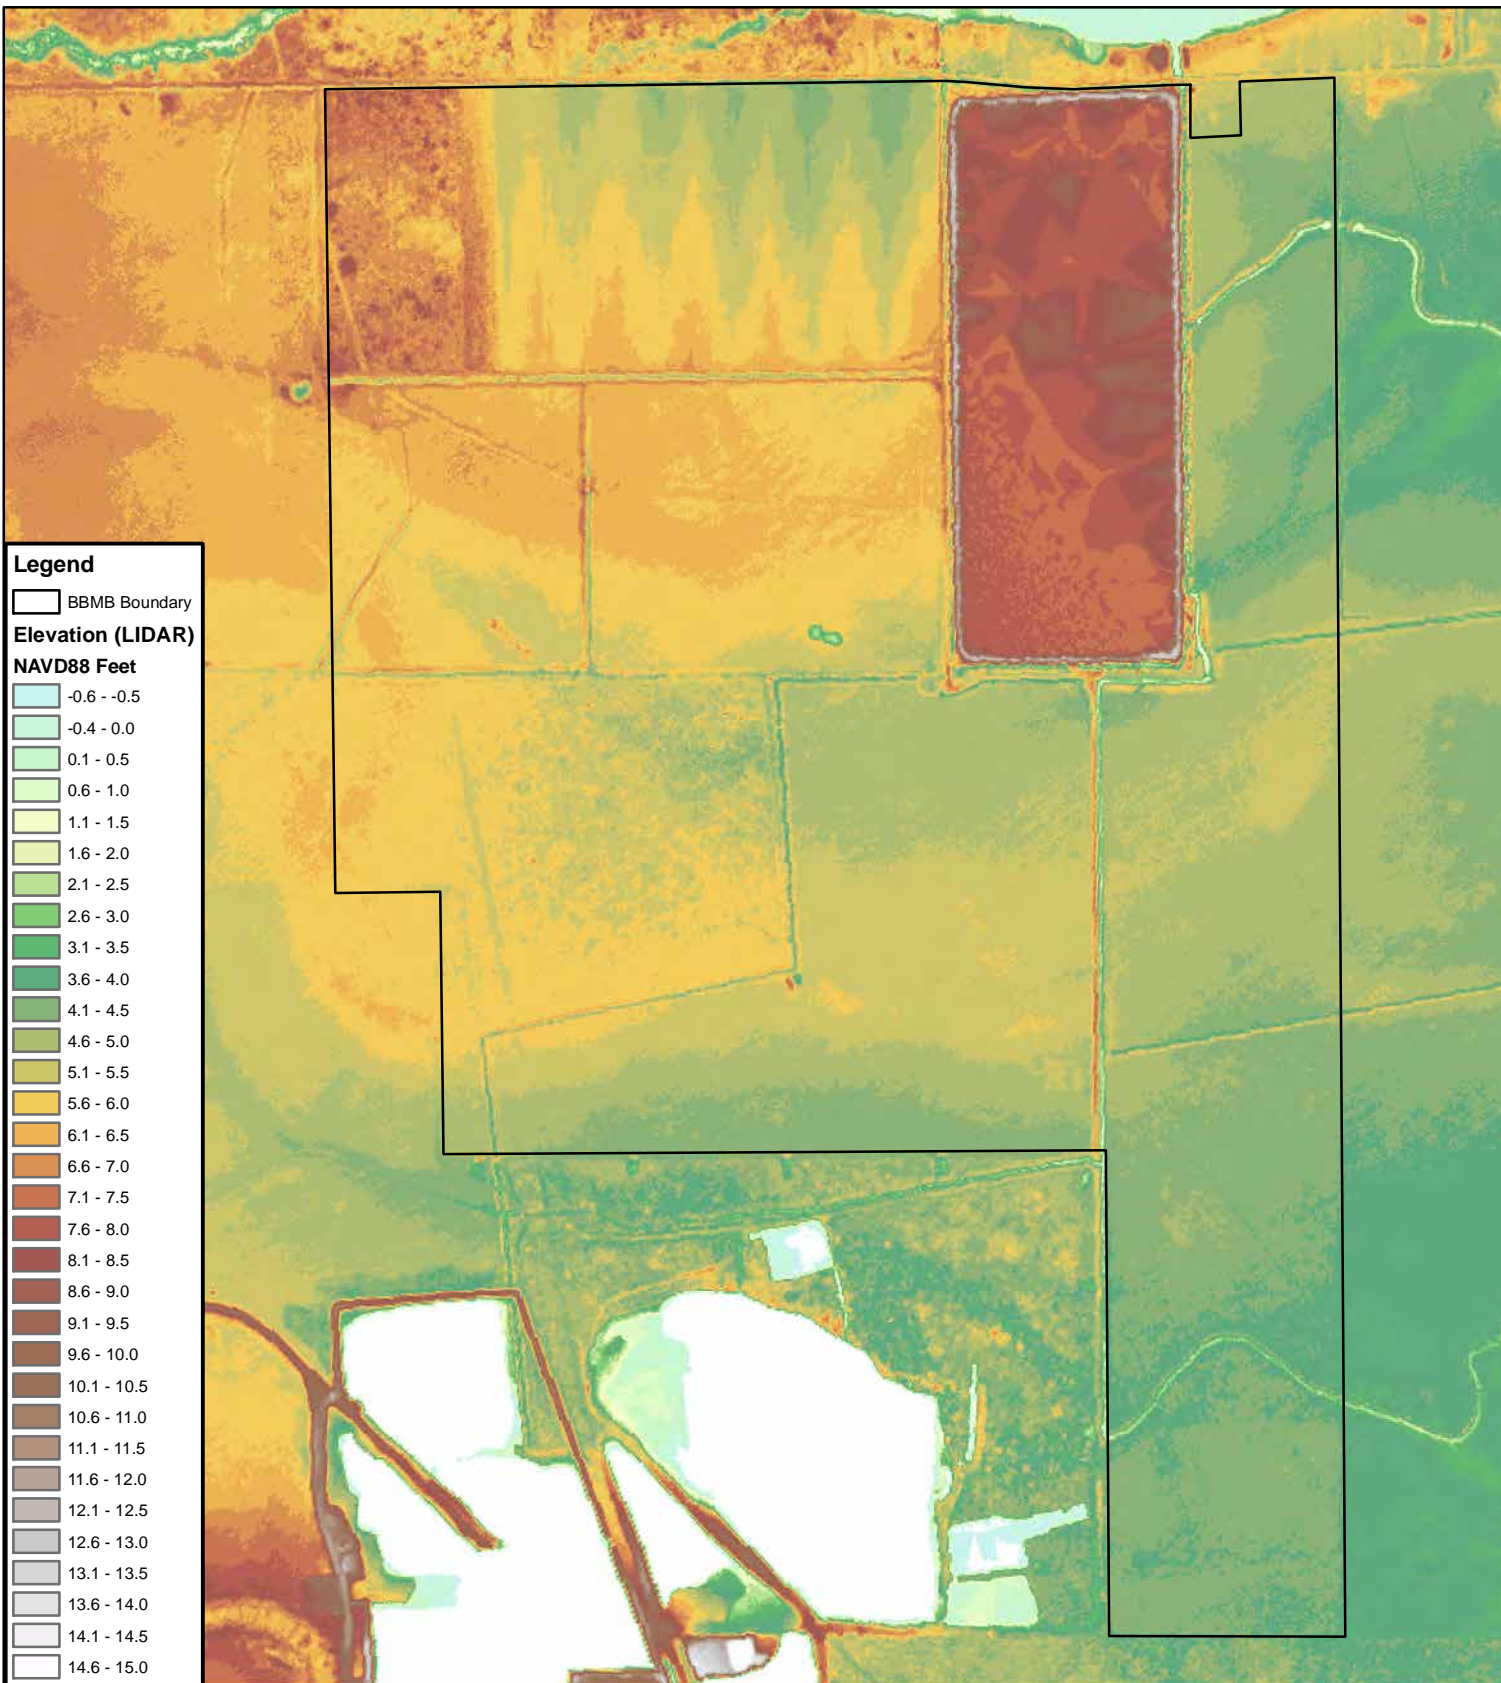 Legend
BBMB Boundary
Elevation (LIDAR)
NAVD88 Feet
-0.6 - -0.5
-0.4 - 0.0
0.1 - 0.5
0.6 - 1.0
1.1 - 1.5
1.6 - 2.0
2.1 - 2.5
2.6 - 3.0
3.1 - 3.5
3.6 - 4.0
4.1 - 4.5
4.6 - 5.0
5.1 - 5.5
5.6 - 6.0
6.1 - 6.5
6.6 - 7.0
7.1 - 7.5
7.6 - 8.0
8.1 - 8.5
8.6 - 9.0
9.1 - 9.5
9.6 - 10.0
10.1 - 10.5
10.6 - 11.0
11.1 - 11.5
11.6 - 12.0
12.1 - 12.5
12.6 - 13.0
13.1 - 13.5
13.6 - 14.0
14.1 - 14.5
14.6 - 15.0